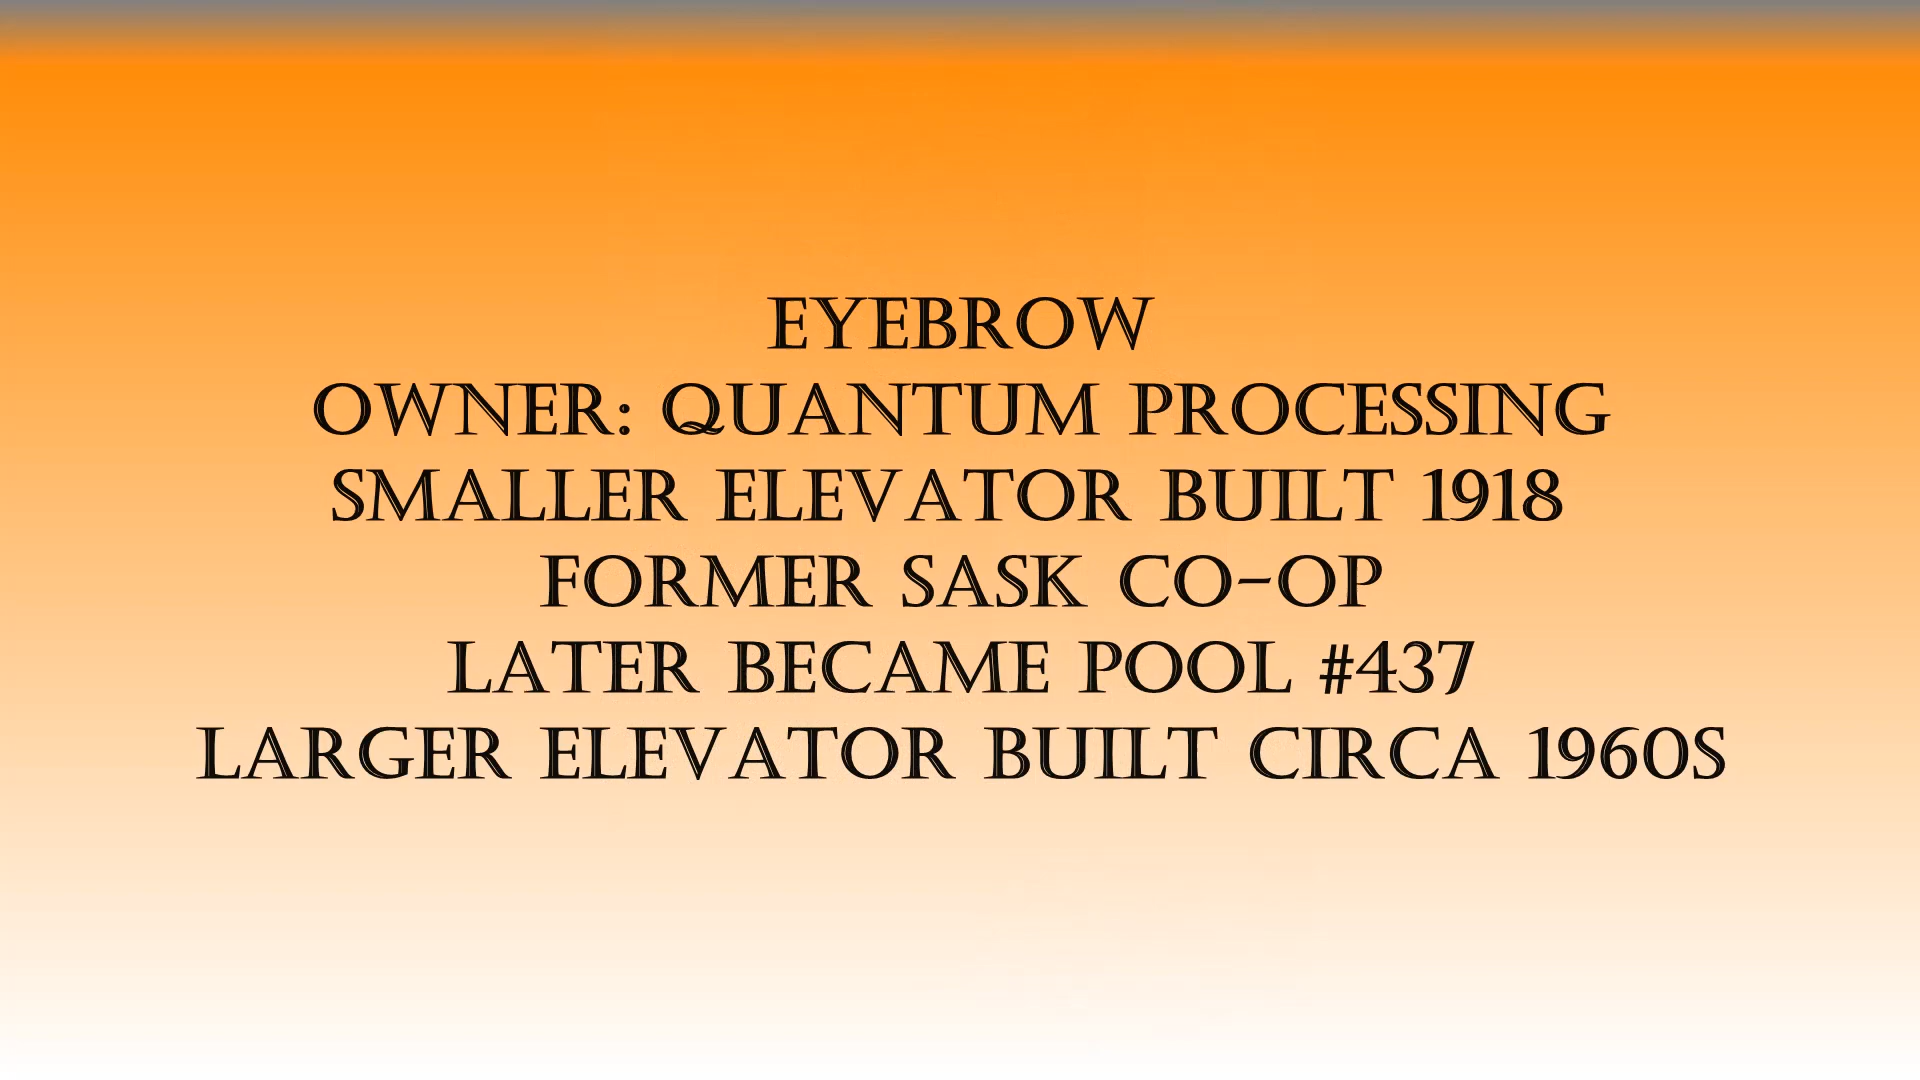 EYEBROW
OWNER: QUANTUM PROCESSING
SMALLER ELEVATOR BUILT 1918
FORMER SASK CO-OP
LATER BECAME POOL #437
LARGER ELEVATOR BUILT CIRCA 1960S